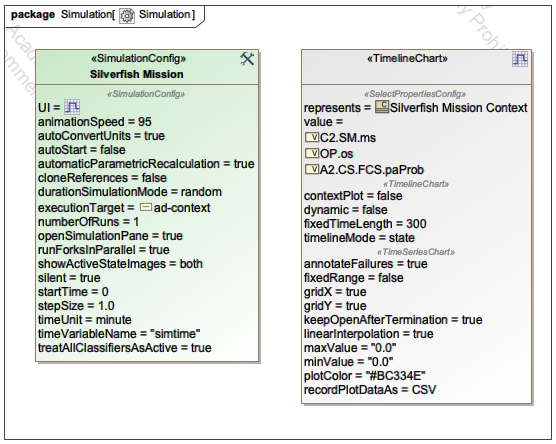 package Simulation[ Simulation ]
«SimulationConfig»
Silverfish Mission
«SimulationConfig»
UI =
animationSpeed = 95
autoConvertUnits = true
autoStart = false
automaticParametricRecalculation = true
cloneReferences = false
durationSimulationMode = random
executionTarget = ad-context
numberOfRuns = 1
openSimulationPane = true
runForksInParallel = true
showActiveStateImages = both
silent = true
startTime = 0
stepSize = 1.0
timeUnit = minute
timeVariableName = "simtime"
treatAllClassifiersAsActive = true
«TimelineChart»
«SelectPropertiesConfig»
represents = C Silverfish Mission Context
value =
V C2.SM.ms
V OP.os
V A2.CS.FCS.paProb
«TimelineChart»
contextPlot = false
dynamic = false
fixedTimeLength = 300
timelineMode = state
«TimeSeriesChart»
annotateFailures = true
fixedRange = false
gridX = true
gridY = true
keepOpenAfterTermination = true
linearInterpolation = true
maxValue = "0.0"
minValue = "0.0"
plotColor = "#BC334E"
recordPlotDataAs = CSV